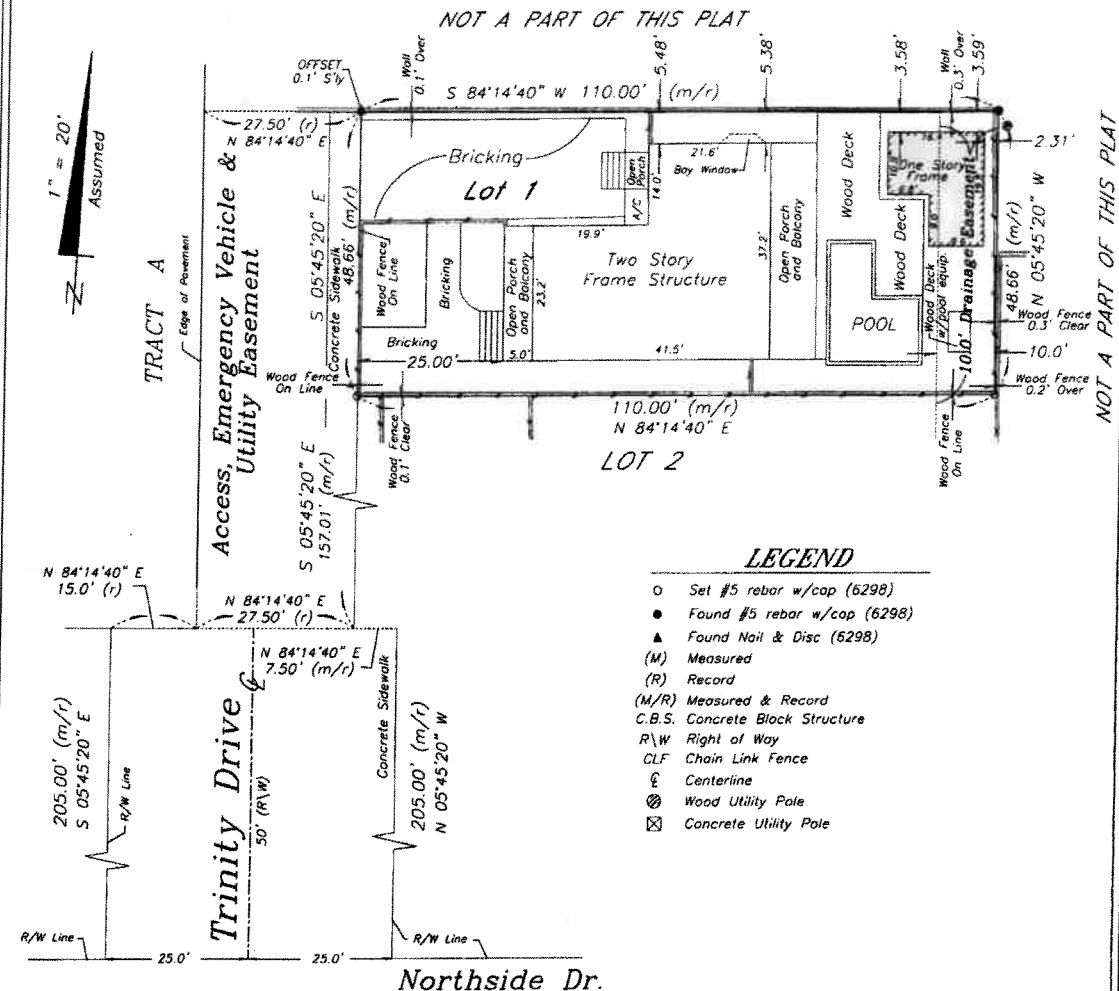 NOT A PART OF THIS PLAT
1" = 20'
Assumed
N
OFFSET
0.1' S'ly
Wall
0.1' Over
S 84°14'40" W 110.00' (m/r)
5.48'
5.38'
3.58'
Wall
0.3' Over
3.59'
27.50' (r)
N 84°14'40" E
Bricking
Lot 1
Open
Porch
A/C
14.0'
21.6'
Bay Window
Wood Deck
One Story
Frame
2.31'
NOT A PART OF THIS PLAT
TRACT A
Edge of Pavement
Access, Emergency Vehicle &
Utility Easement
S 05°45'20" E
48.66' (m/r)
Concrete Sidewalk
Wood Fence
On Line
Bricking
Bricking
19.9'
Open Porch
and Balcony
23.2'
5.0'
Two Story
Frame Structure
37.2'
Open Porch
and Balcony
41.5'
Wood Deck
6.6'
POOL
Wood Deck
w/pool equip.
10.0' Drainage Easement
48.66' (m/r)
N 05°45'20" W
Wood Fence
0.3' Clear
25.00'
10.0'
Wood Fence
On Line
Wood Fence
0.2' Over
Wood Fence
0.1' Clear
110.00' (m/r)
N 84°14'40" E
Wood Fence
On Line
LOT 2
S 05°45'20" E
157.01' (m/r)
N 84°14'40" E
15.0' (r)
N 84°14'40" E
27.50' (r)
N 84°14'40" E
7.50' (m/r)
205.00' (m/r)
S 05°45'20" E
R/W Line
Trinity Drive
℄
50' (R\W)
Concrete Sidewalk
205.00' (m/r)
N 05°45'20" W
R/W Line
25.0'
25.0'
R/W Line
Northside Dr.
LEGEND
Set #5 rebar w/cap (6298)
Found #5 rebar w/cap (6298)
Found Nail & Disc (6298)
(M) Measured
(R) Record
(M/R) Measured & Record
C.B.S. Concrete Block Structure
R\W Right of Way
CLF Chain Link Fence
℄ Centerline
Wood Utility Pole
Concrete Utility Pole